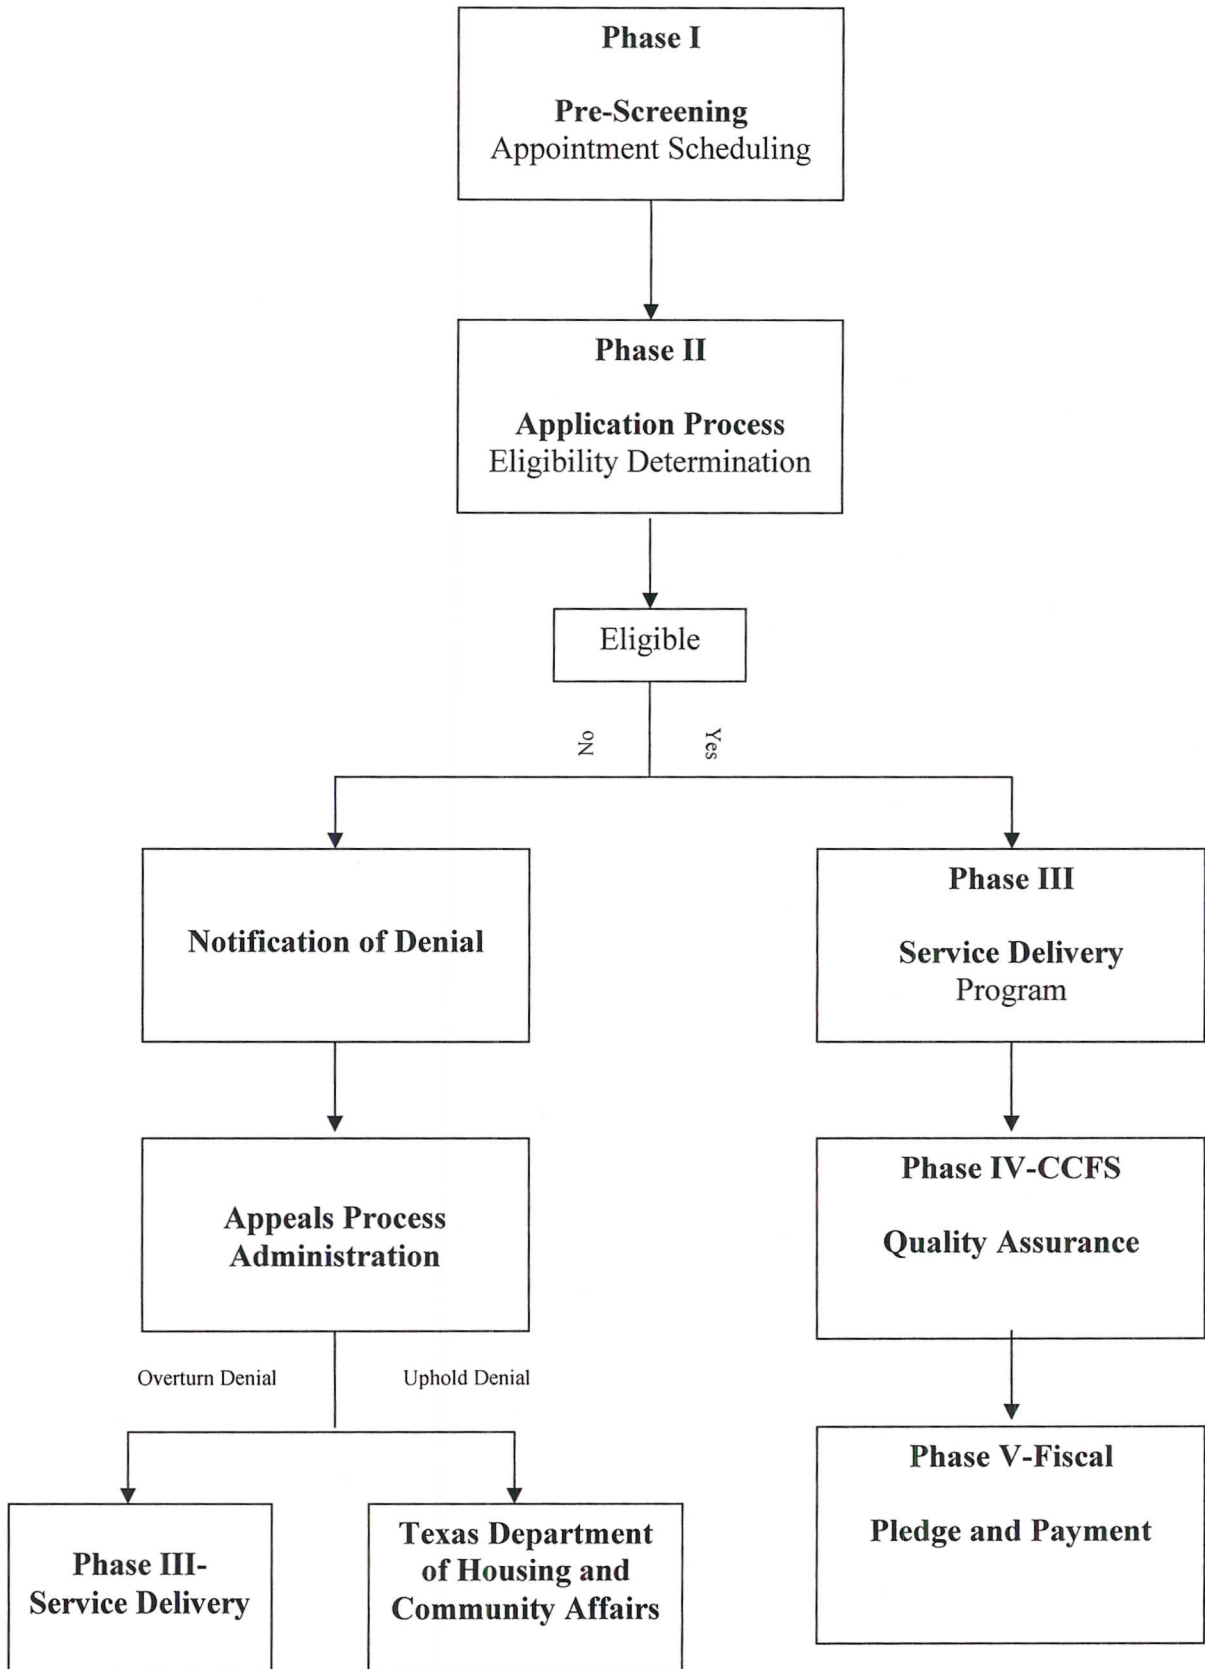 Phase I
Pre-Screening
Appointment Scheduling
Phase II
Application Process
Eligibility Determination
Eligible
No
Yes
Notification of Denial
Phase III
Service Delivery
Program
Appeals Process
Administration
Phase IV-CCFS
Quality Assurance
Overturn Denial
Uphold Denial
Phase V-Fiscal
Pledge and Payment
Phase III-
Service Delivery
Texas Department
of Housing and
Community Affairs